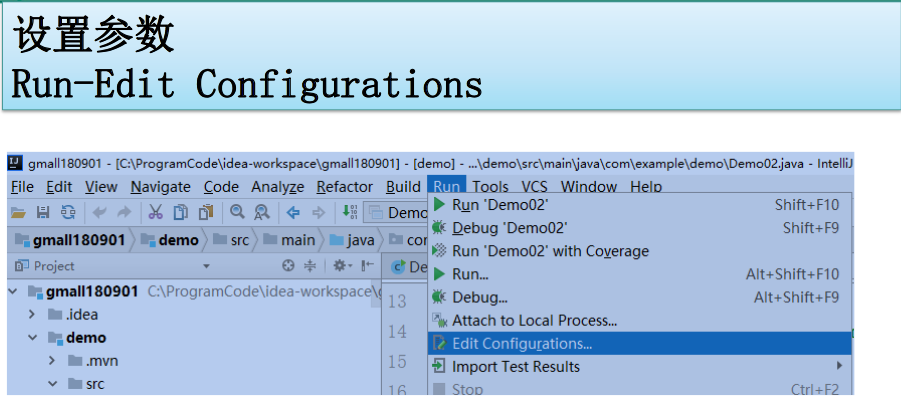 设置参数
Run-Edit Configurations
gmall180901 - [C:\ProgramCode\idea-workspace\gmall180901] - [demo] - ...\demo\src\main\java\com\example\demo\Demo02.java - IntelliJ
File Edit View Navigate Code Analyze Refactor Build Run Tools VCS Window Help
Demo
Run 'Demo02' Shift+F10
gmall180901 demo src main java cor
Debug 'Demo02' Shift+F9
Run 'Demo02' with Coverage
Project De
Run... Alt+Shift+F10
gmall180901 C:\ProgramCode\idea-workspace\g 13
Debug... Alt+Shift+F9
.idea
Attach to Local Process...
demo 14
Edit Configurations...
.mvn 15
Import Test Results
src 16
Stop Ctrl+F2